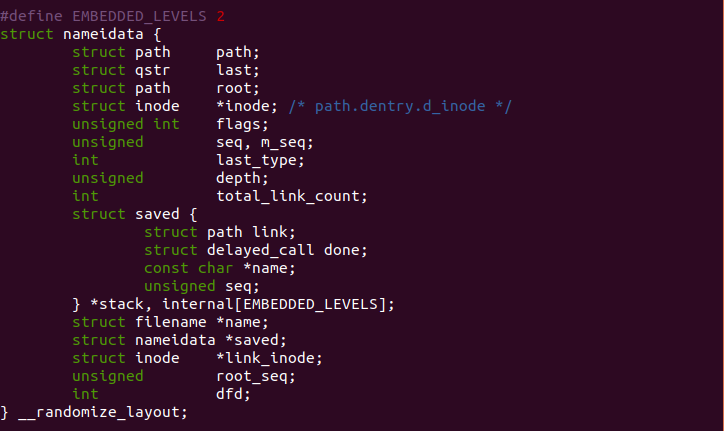 #define EMBEDDED_LEVELS 2
struct nameidata {
        struct path     path;
        struct qstr     last;
        struct path     root;
        struct inode    *inode; /* path.dentry.d_inode */
        unsigned int    flags;
        unsigned        seq, m_seq;
        int             last_type;
        unsigned        depth;
        int             total_link_count;
        struct saved {
                struct path link;
                struct delayed_call done;
                const char *name;
                unsigned seq;
        } *stack, internal[EMBEDDED_LEVELS];
        struct filename *name;
        struct nameidata *saved;
        struct inode    *link_inode;
        unsigned        root_seq;
        int             dfd;
} __randomize_layout;